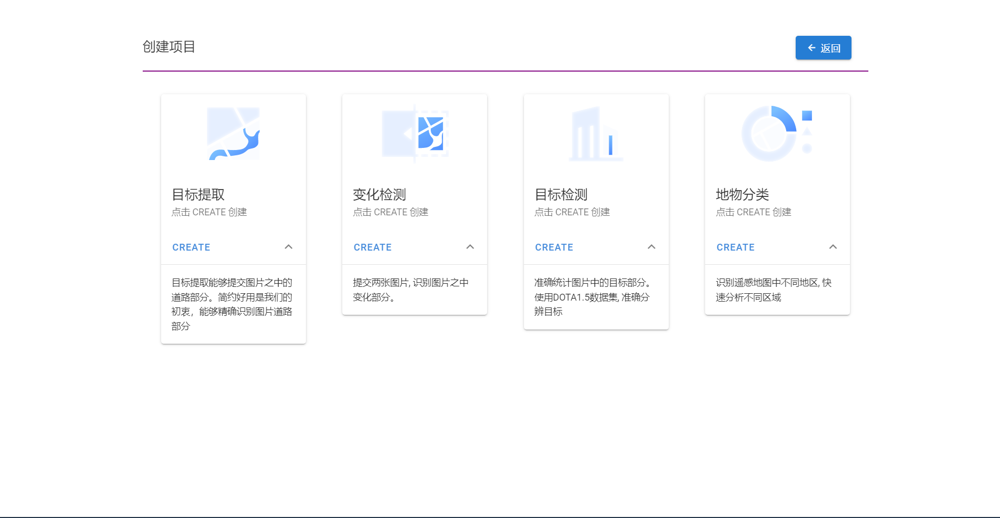 创建项目
返回
目标提取
点击 CREATE 创建
CREATE
目标提取能够提交图片之中的
道路部分。简约好用是我们的
初衷，能够精确识别图片道路
部分
变化检测
点击 CREATE 创建
CREATE
提交两张图片, 识别图片之中
变化部分。
目标检测
点击 CREATE 创建
CREATE
准确统计图片中的目标部分。
使用DOTA1.5数据集, 准确分
辨目标
地物分类
点击 CREATE 创建
CREATE
识别遥感地图中不同地区, 快
速分析不同区域